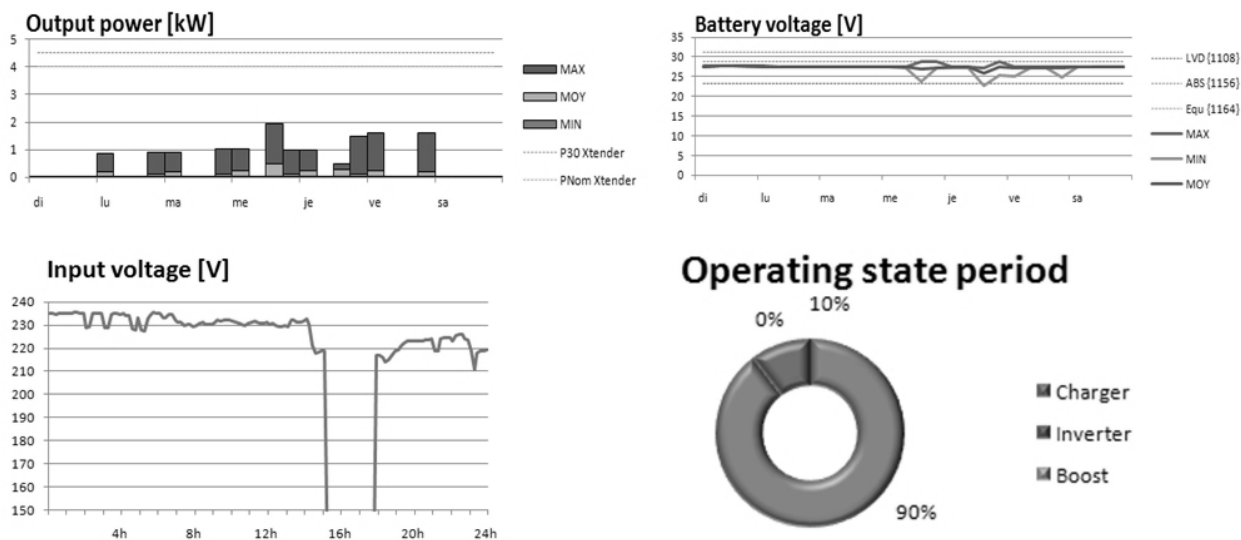 Output power [kW]
5
4
3
2
1
0
di lu ma me je ve sa
MAX
MOY
MIN
P30 Xtender
PNom Xtender
Battery voltage [V]
35
30
25
20
15
10
5
0
di lu ma me je ve sa
LVD {1108}
ABS {1156}
Equ {1164}
MAX
MIN
MOY
Input voltage [V]
240
230
220
210
200
190
180
170
160
150
4h 8h 12h 16h 20h 24h
Operating state period
10%
0%
90%
Charger
Inverter
Boost